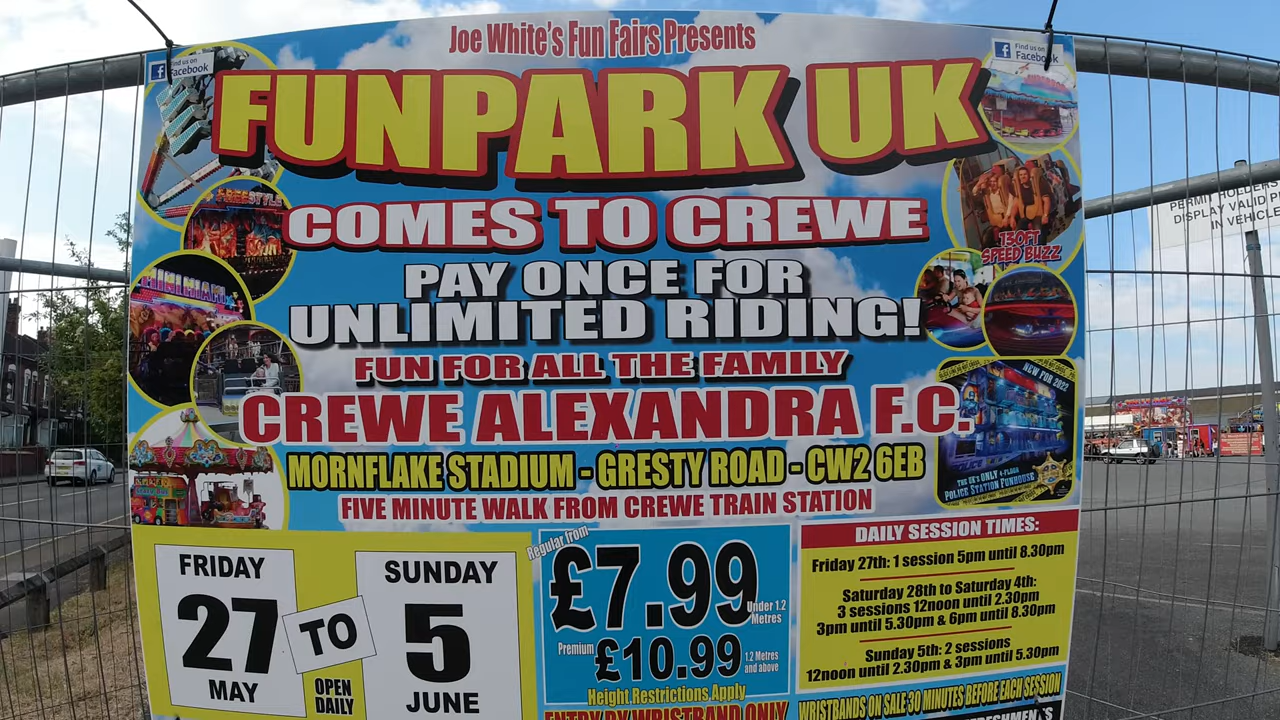 Joe White's Fun Fairs Presents
Find us on
Facebook
Find us on
Facebook
FUNPARK UK
COMES TO CREWE
PAY ONCE FOR
UNLIMITED RIDING!
FUN FOR ALL THE FAMILY
CREWE ALEXANDRA F.C.
MORNFLAKE STADIUM - GRESTY ROAD - CW2 6EB
FIVE MINUTE WALK FROM CREWE TRAIN STATION
FREESTYLE
130FT
SPEED BUZZ
NEW FOR 2022
THE UK'S ONLY 4-FLOOR
POLICE STATION FUNHOUSE
PERMIT HOLDERS
DISPLAY VALID P
IN VEHICLE
FRIDAY
27
MAY
TO
OPEN
DAILY
SUNDAY
5
JUNE
Regular from
£7.99
Under 1.2
Metres
Premium
£10.99
1.2 Metres
and above
Height Restrictions Apply
ENTRY BY WRISTBAND ONLY
DAILY SESSION TIMES:
Friday 27th: 1 session 5pm until 8.30pm
Saturday 28th to Saturday 4th:
3 sessions 12noon until 2.30pm
3pm until 5.30pm & 6pm until 8.30pm
Sunday 5th: 2 sessions
12noon until 2.30pm & 3pm until 5.30pm
WRISTBANDS ON SALE 30 MINUTES BEFORE EACH SESSION